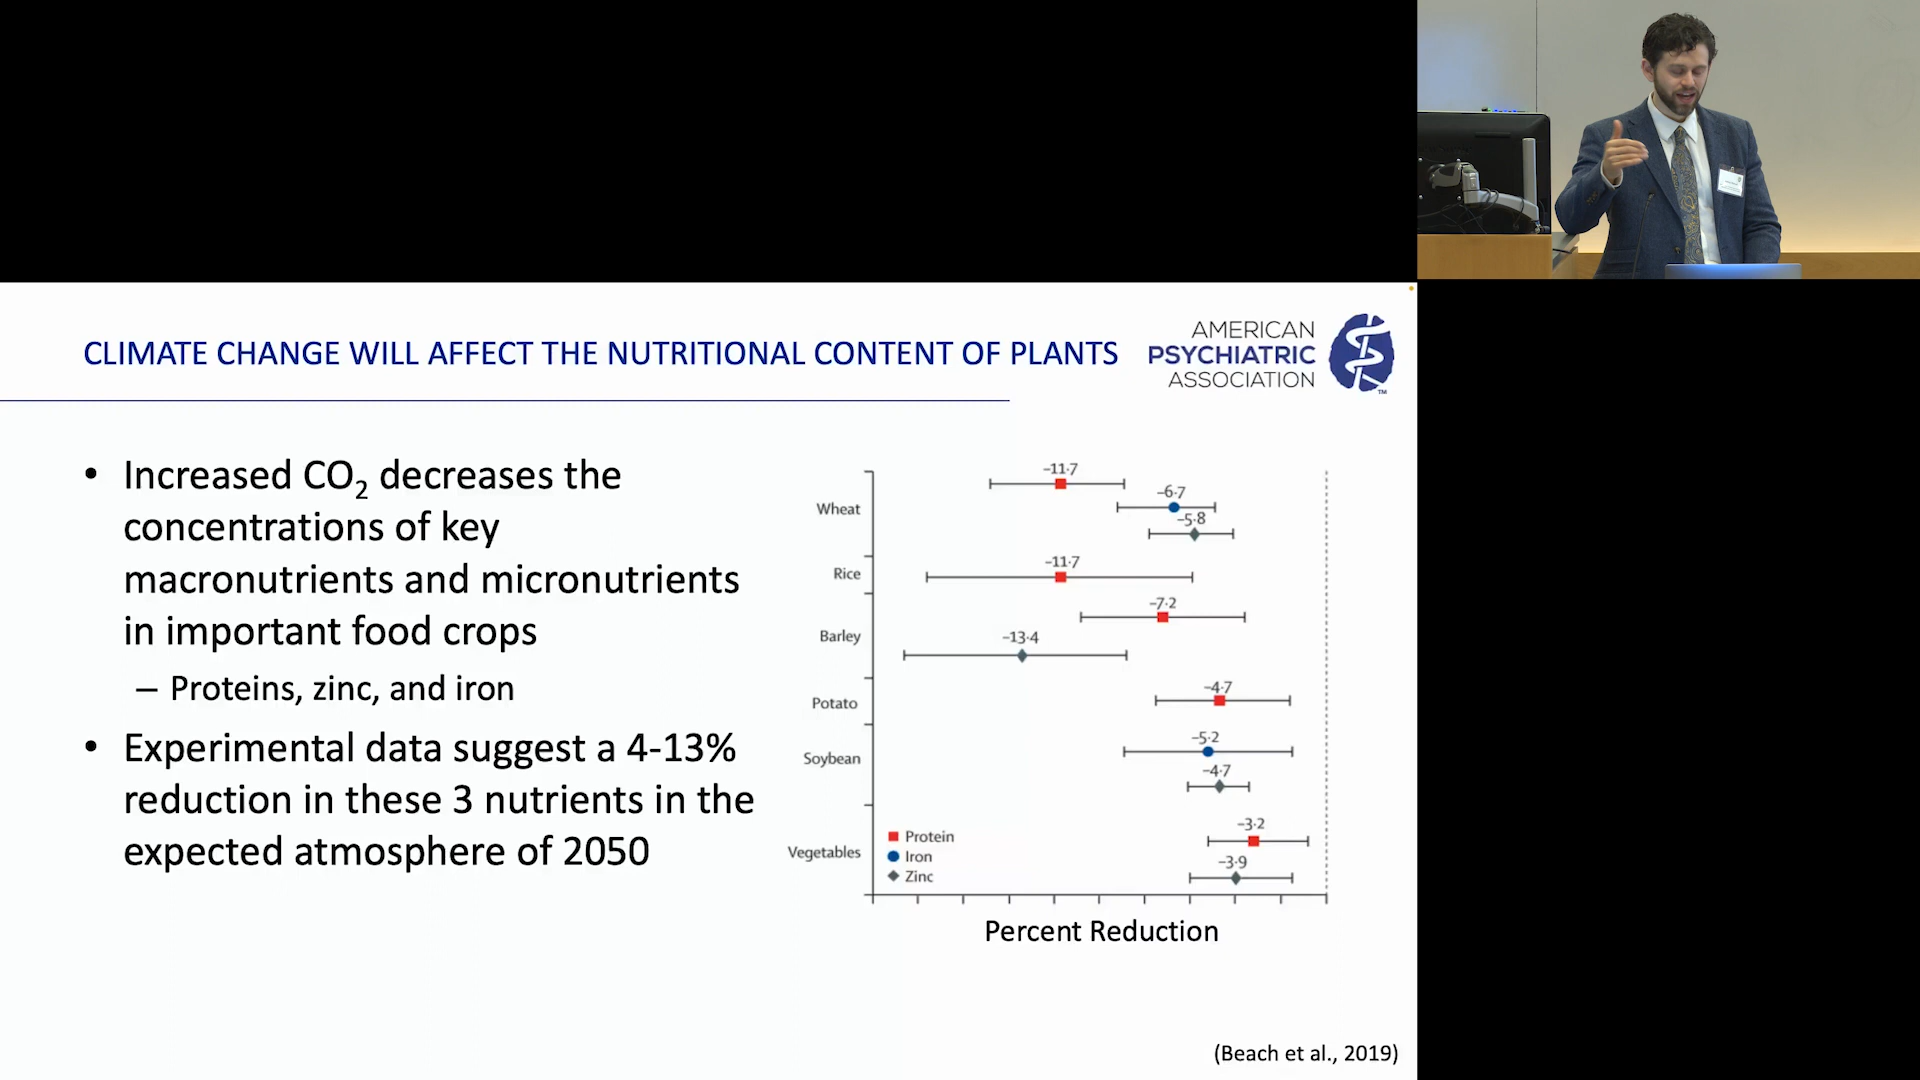 CLIMATE CHANGE WILL AFFECT THE NUTRITIONAL CONTENT OF PLANTS
AMERICAN
PSYCHIATRIC
ASSOCIATION
TM
• Increased CO₂ decreases the
concentrations of key
macronutrients and micronutrients
in important food crops
– Proteins, zinc, and iron
• Experimental data suggest a 4-13%
reduction in these 3 nutrients in the
expected atmosphere of 2050
Wheat
−11·7
−6·7
−5·8
Rice
−11·7
Barley
−7·2
−13·4
Potato
−4·7
Soybean
−5·2
−4·7
Vegetables
−3·2
−3·9
Protein
Iron
Zinc
Percent Reduction
(Beach et al., 2019)